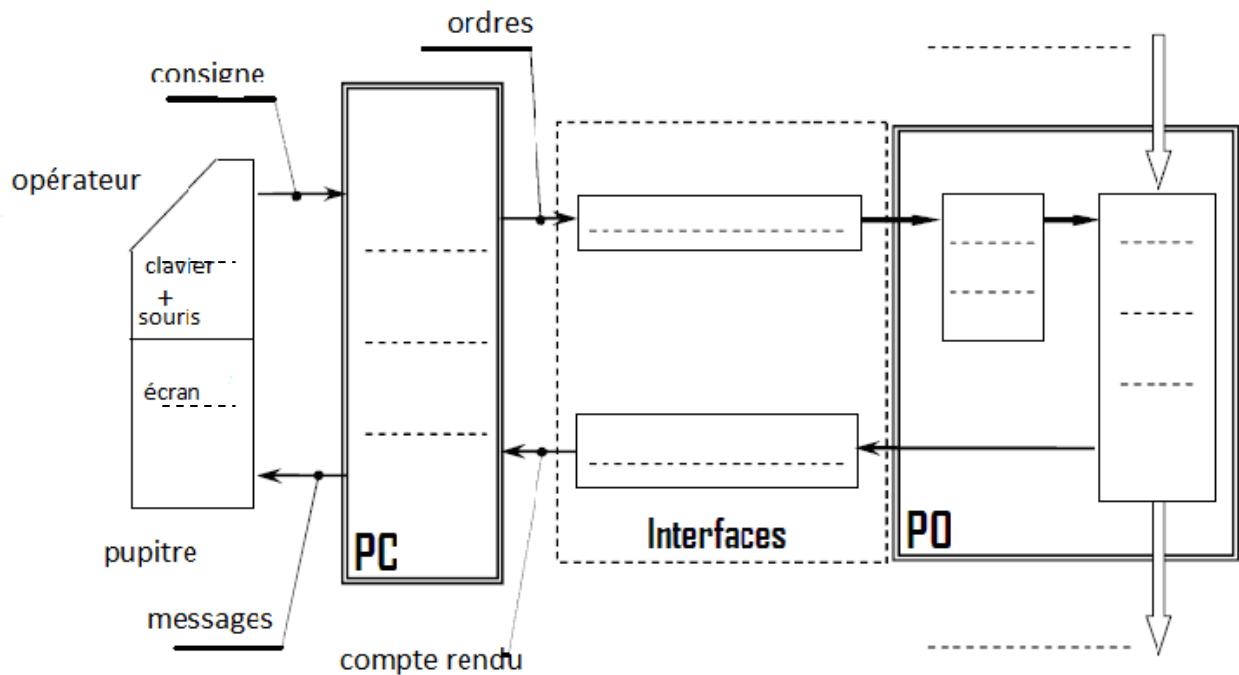 ordres
consigne
opérateur
clavier
+
souris
écran
pupitre
PC
Interfaces
PO
messages
compte rendu